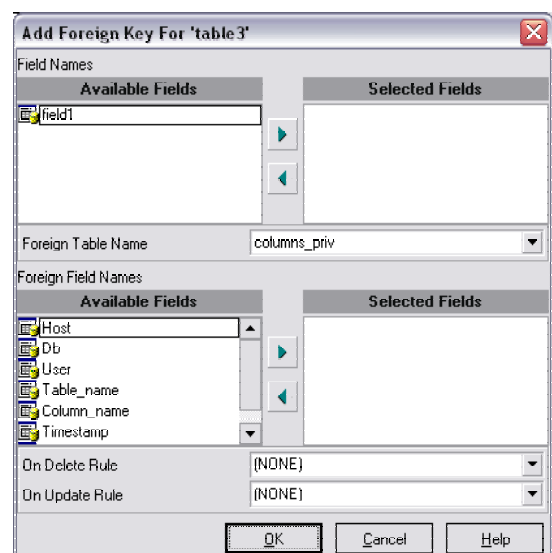 Add Foreign Key For 'table3'
Field Names
Available Fields Selected Fields
field1
Foreign Table Name columns_priv
Foreign Field Names
Available Fields Selected Fields
Host
Db
User
Table_name
Column_name
Timestamp
On Delete Rule (NONE)
On Update Rule (NONE)
OK Cancel Help